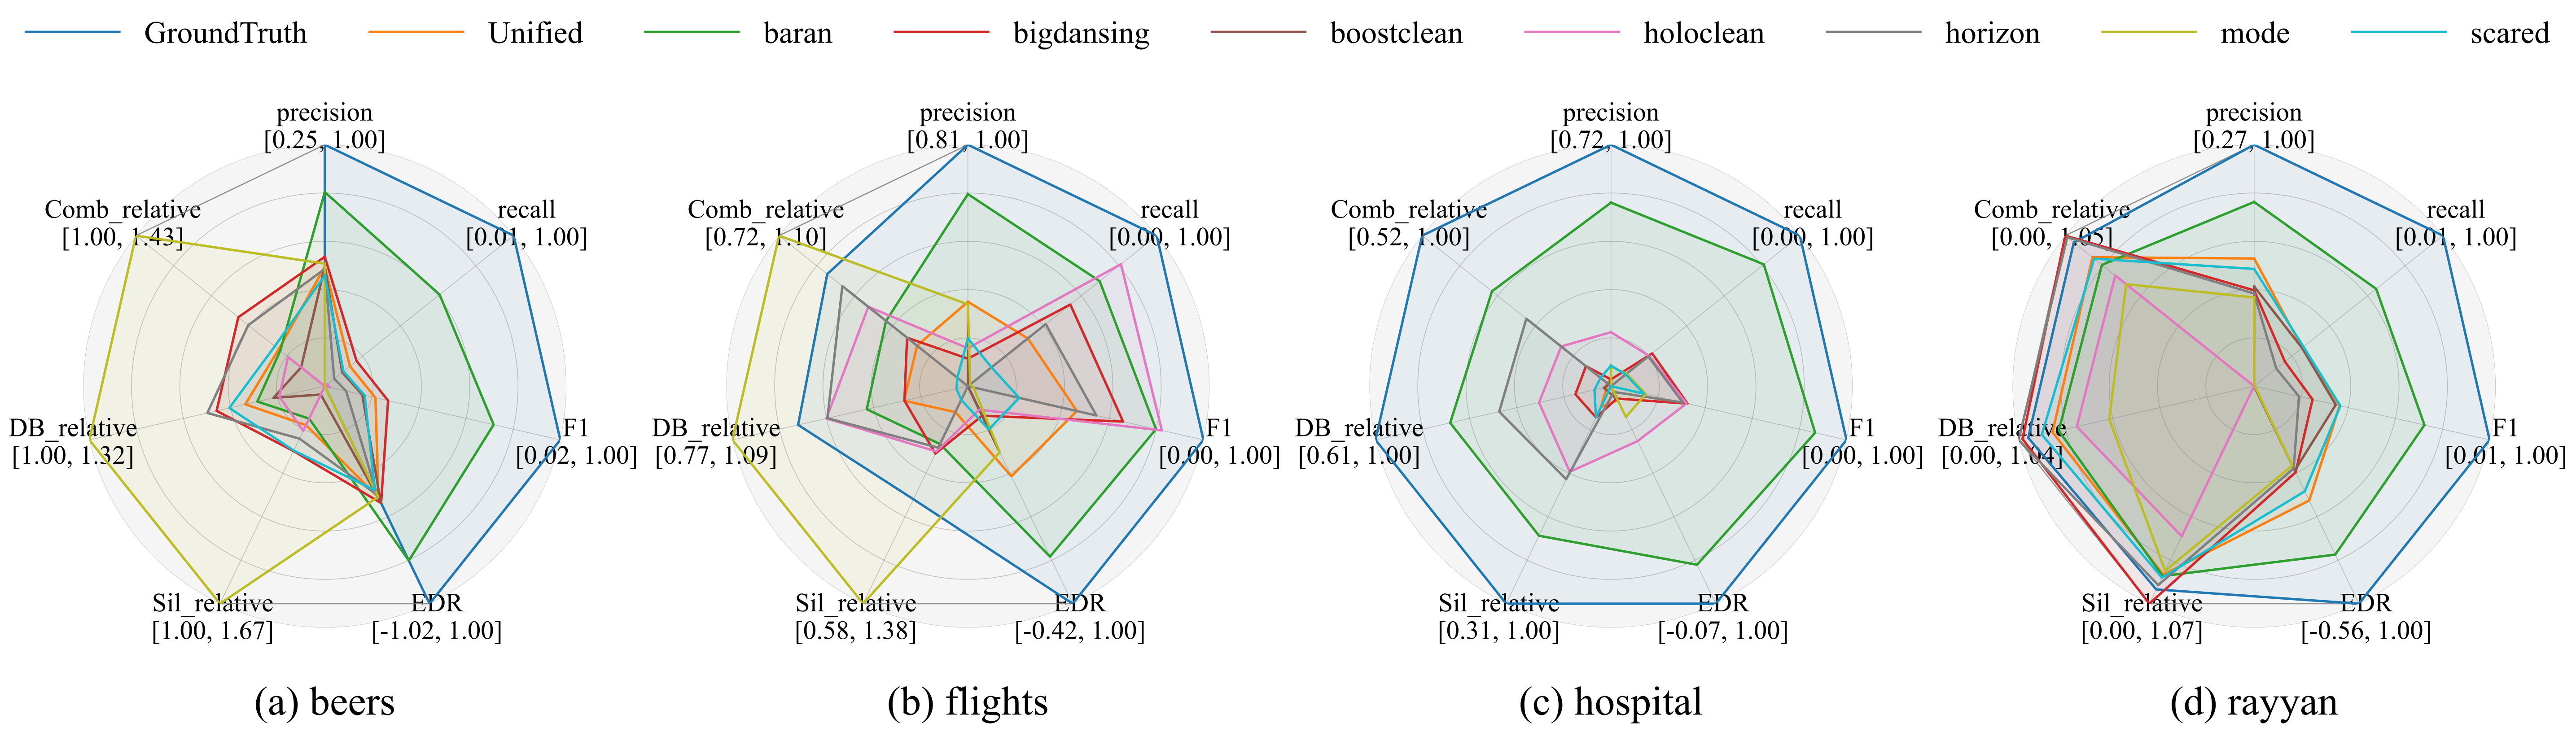 GroundTruth Unified baran bigdansing boostclean holoclean horizon mode scared
precision
[0.25, 1.00]
recall
[0.01, 1.00]
F1
[0.02, 1.00]
EDR
[-1.02, 1.00]
Sil_relative
[1.00, 1.67]
DB_relative
[1.00, 1.32]
Comb_relative
[1.00, 1.43]
(a) beers
precision
[0.81, 1.00]
recall
[0.00, 1.00]
F1
[0.00, 1.00]
EDR
[-0.42, 1.00]
Sil_relative
[0.58, 1.38]
DB_relative
[0.77, 1.09]
Comb_relative
[0.72, 1.10]
(b) flights
precision
[0.72, 1.00]
recall
[0.00, 1.00]
F1
[0.00, 1.00]
EDR
[-0.07, 1.00]
Sil_relative
[0.31, 1.00]
DB_relative
[0.61, 1.00]
Comb_relative
[0.52, 1.00]
(c) hospital
precision
[0.27, 1.00]
recall
[0.01, 1.00]
F1
[0.01, 1.00]
EDR
[-0.56, 1.00]
Sil_relative
[0.00, 1.07]
DB_relative
[0.00, 1.04]
Comb_relative
[0.00, 1.05]
(d) rayyan